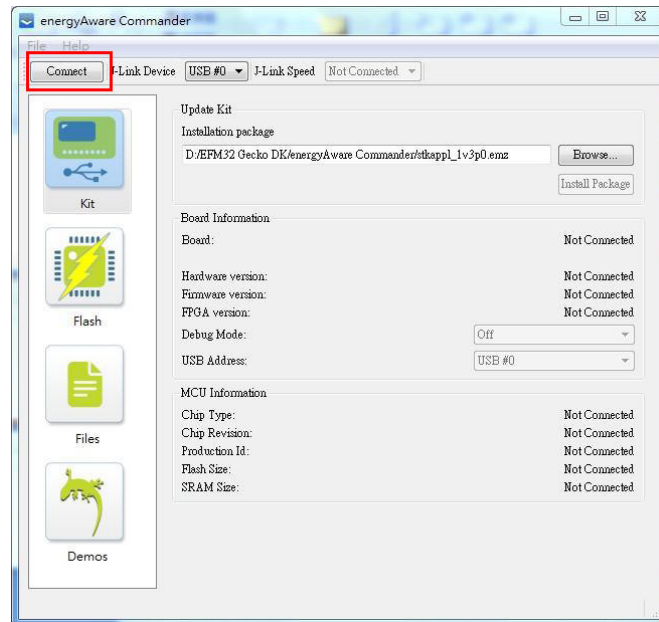 energyAware Commander
File Help
Connect J-Link Device USB #0 J-Link Speed Not Connected
Kit
Flash
Files
Demos
Update Kit
Installation package
D:/EFM32 Gecko DK/energyAware Commander/stkappl_1v3p0.emz Browse...
Install Package
Board Information
Board: Not Connected
Hardware version: Not Connected
Firmware version: Not Connected
FPGA version: Not Connected
Debug Mode: Off
USB Address: USB #0
MCU Information
Chip Type: Not Connected
Chip Revision: Not Connected
Production Id: Not Connected
Flash Size: Not Connected
SRAM Size: Not Connected